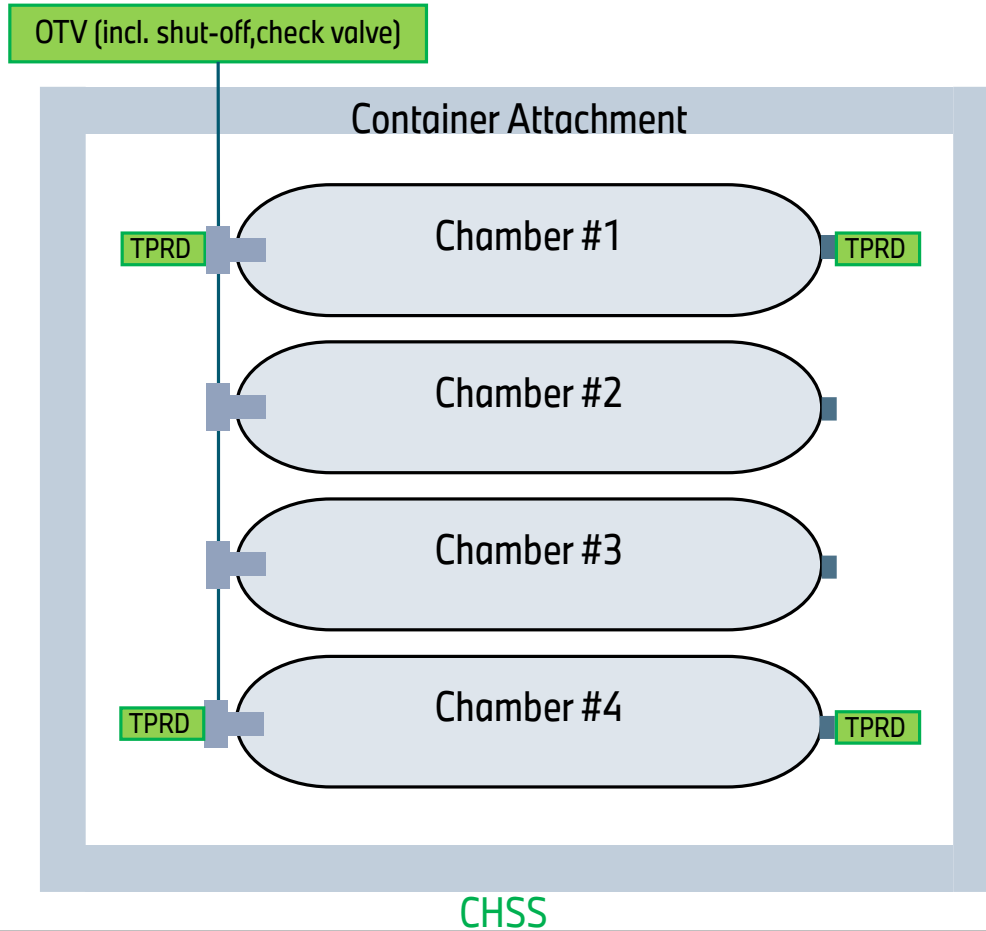 OTV (incl. shut-off,check valve)
Container Attachment
Chamber #1
TPRD
TPRD
Chamber #2
Chamber #3
Chamber #4
TPRD
TPRD
CHSS